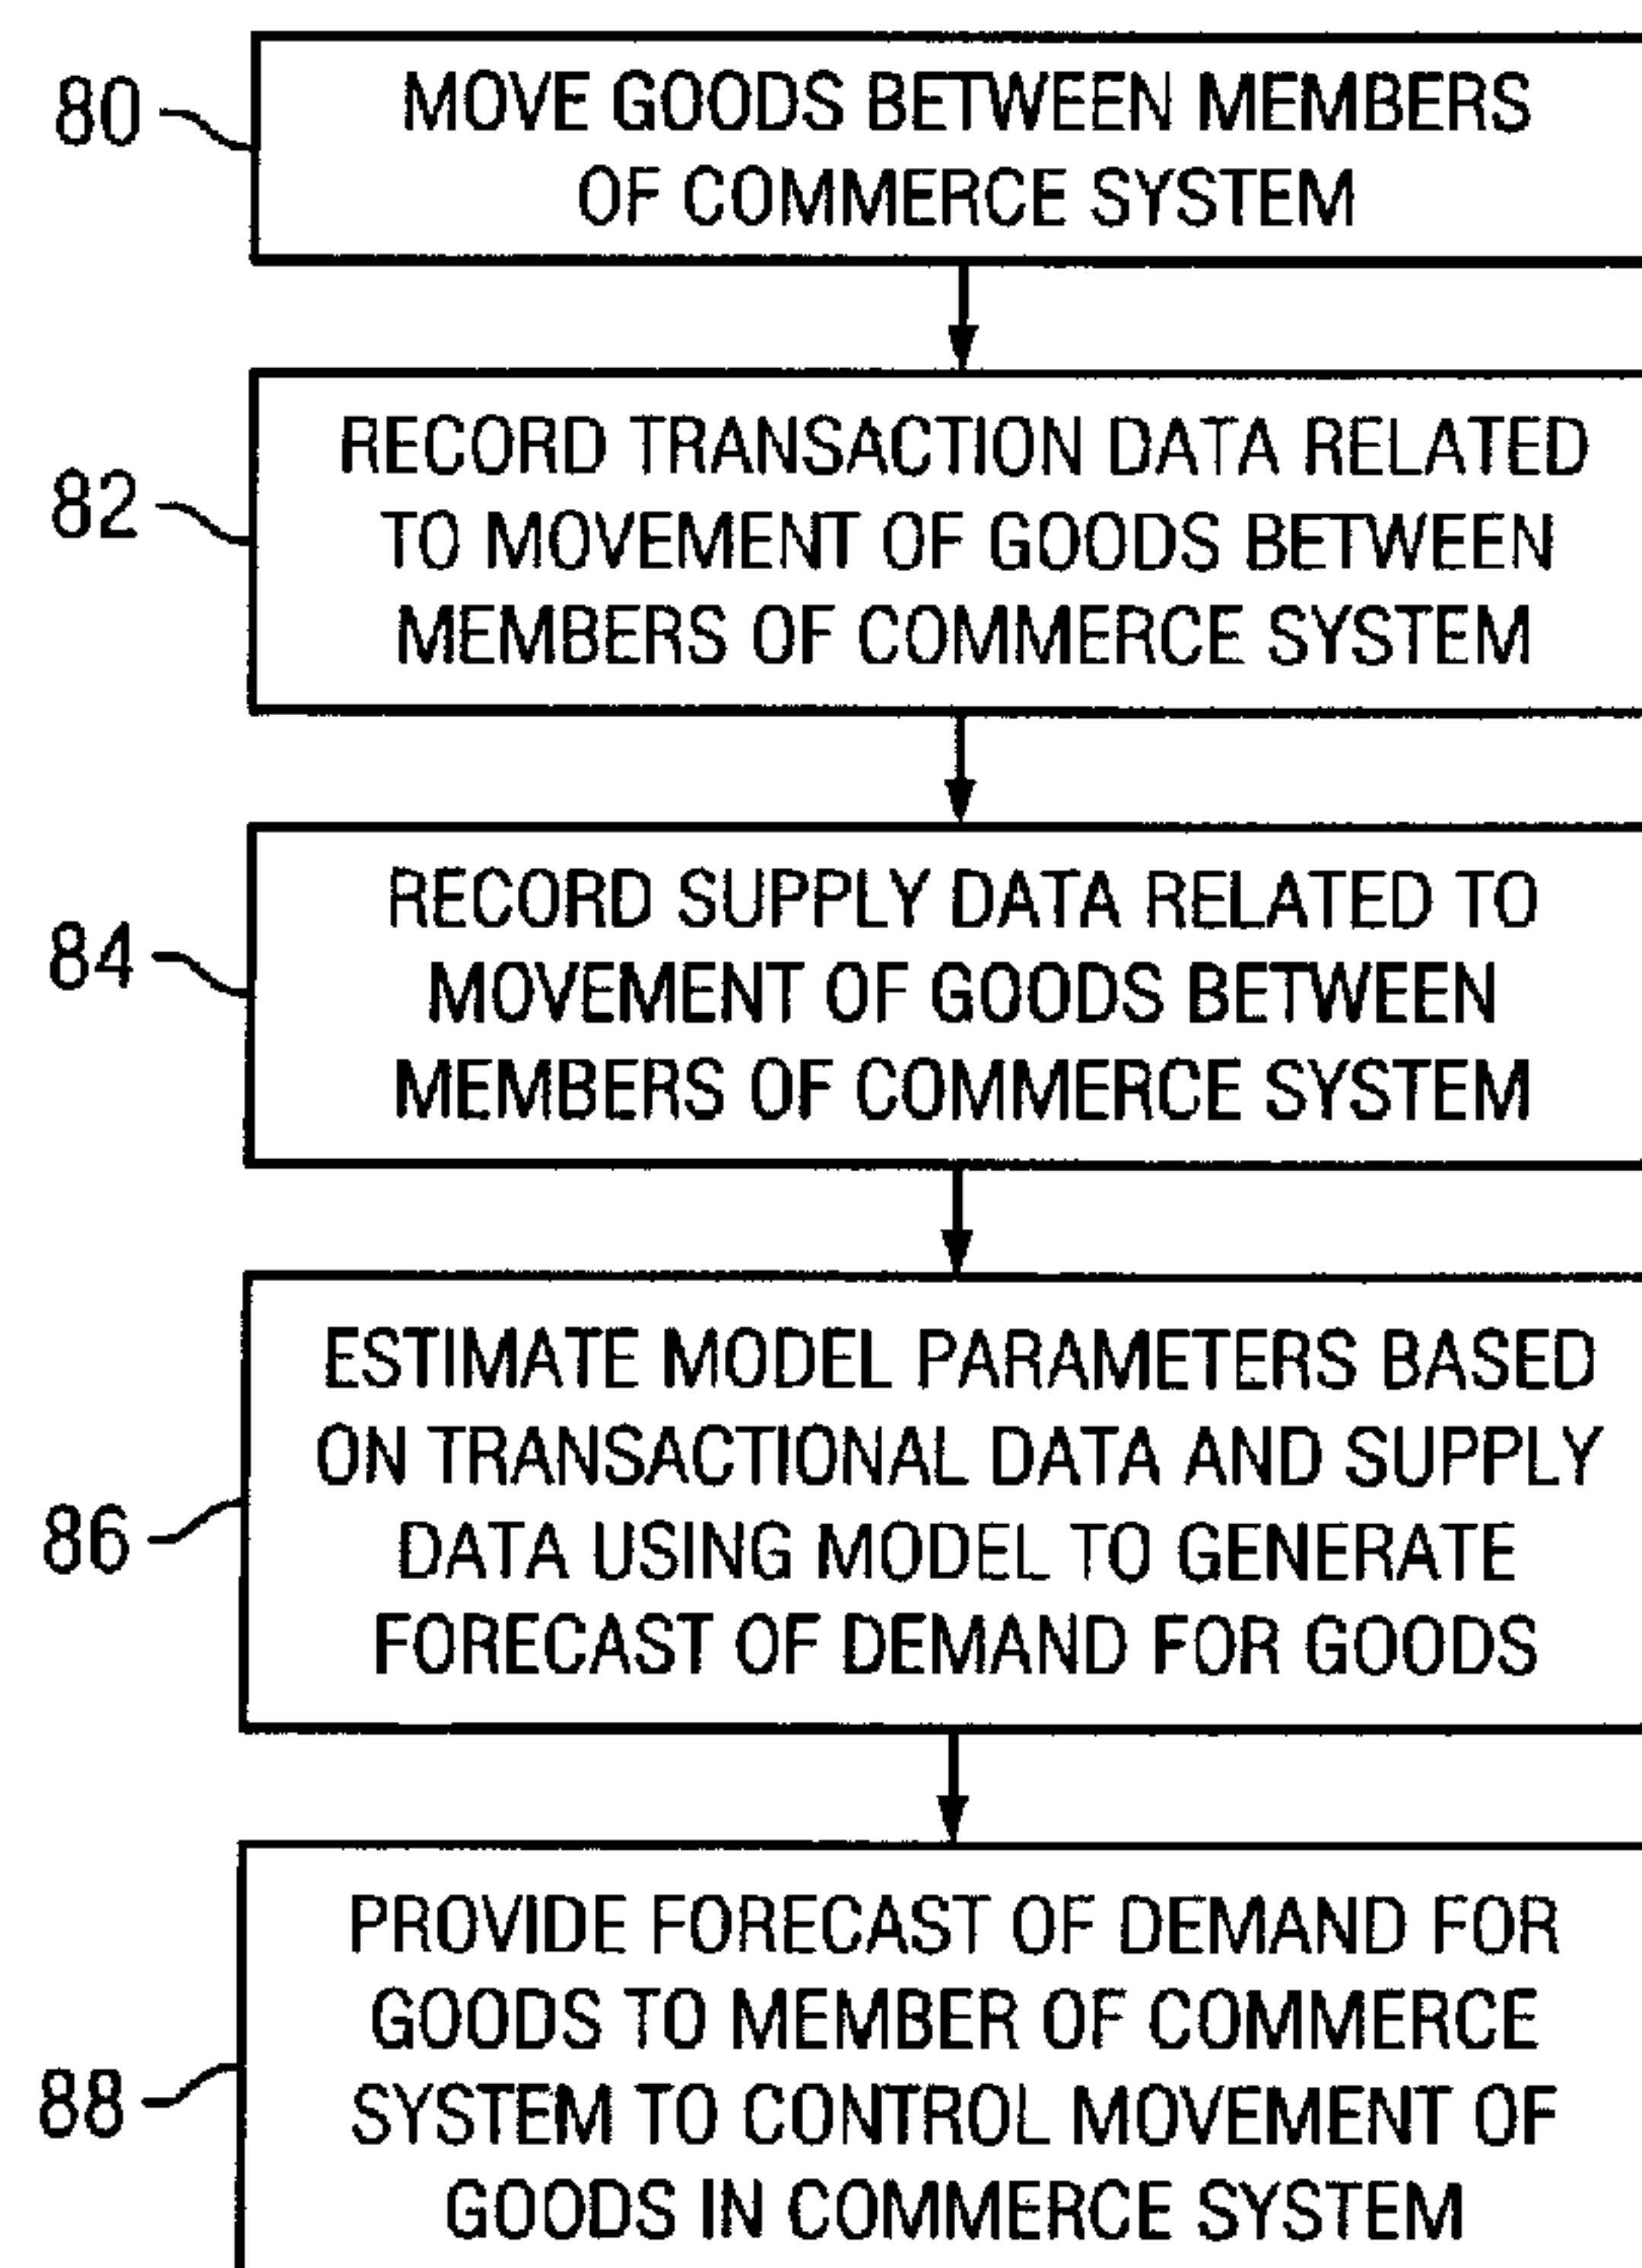 80
MOVE GOODS BETWEEN MEMBERS
OF COMMERCE SYSTEM
82
RECORD TRANSACTION DATA RELATED
TO MOVEMENT OF GOODS BETWEEN
MEMBERS OF COMMERCE SYSTEM
84
RECORD SUPPLY DATA RELATED TO
MOVEMENT OF GOODS BETWEEN
MEMBERS OF COMMERCE SYSTEM
86
ESTIMATE MODEL PARAMETERS BASED
ON TRANSACTIONAL DATA AND SUPPLY
DATA USING MODEL TO GENERATE
FORECAST OF DEMAND FOR GOODS
88
PROVIDE FORECAST OF DEMAND FOR
GOODS TO MEMBER OF COMMERCE
SYSTEM TO CONTROL MOVEMENT OF
GOODS IN COMMERCE SYSTEM